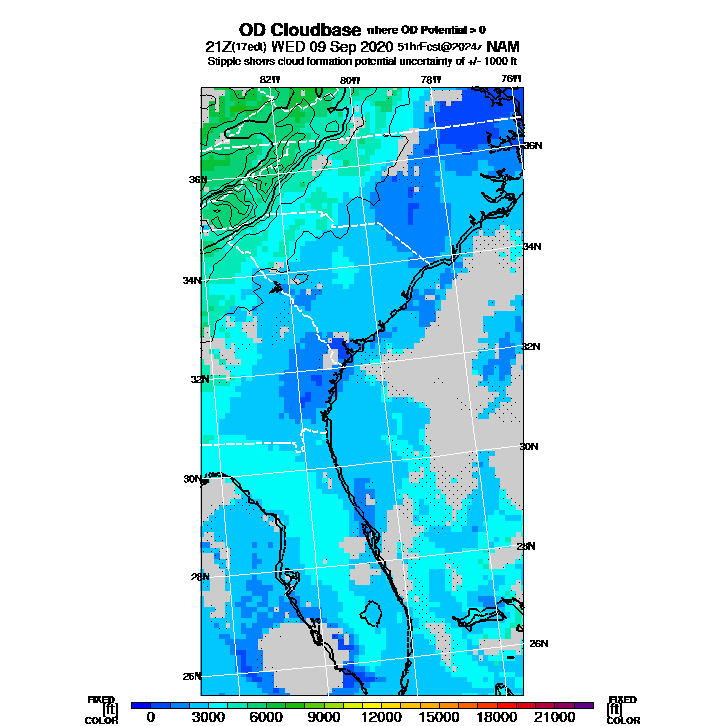 OD Cloudbase where OD Potential > 0
21Z(17edt) WED 09 Sep 2020 51hrFcst@2024z NAM
Stipple shows cloud formation potential uncertainty of +/- 1000 ft
82W 80W 78W 76W
36N
36N
34N
34N
32N
32N
30N
30N
28N
28N
26N
26N
FIXED FIXED
[ft] [ft]
COLOR 0 3000 6000 9000 12000 15000 18000 21000 COLOR